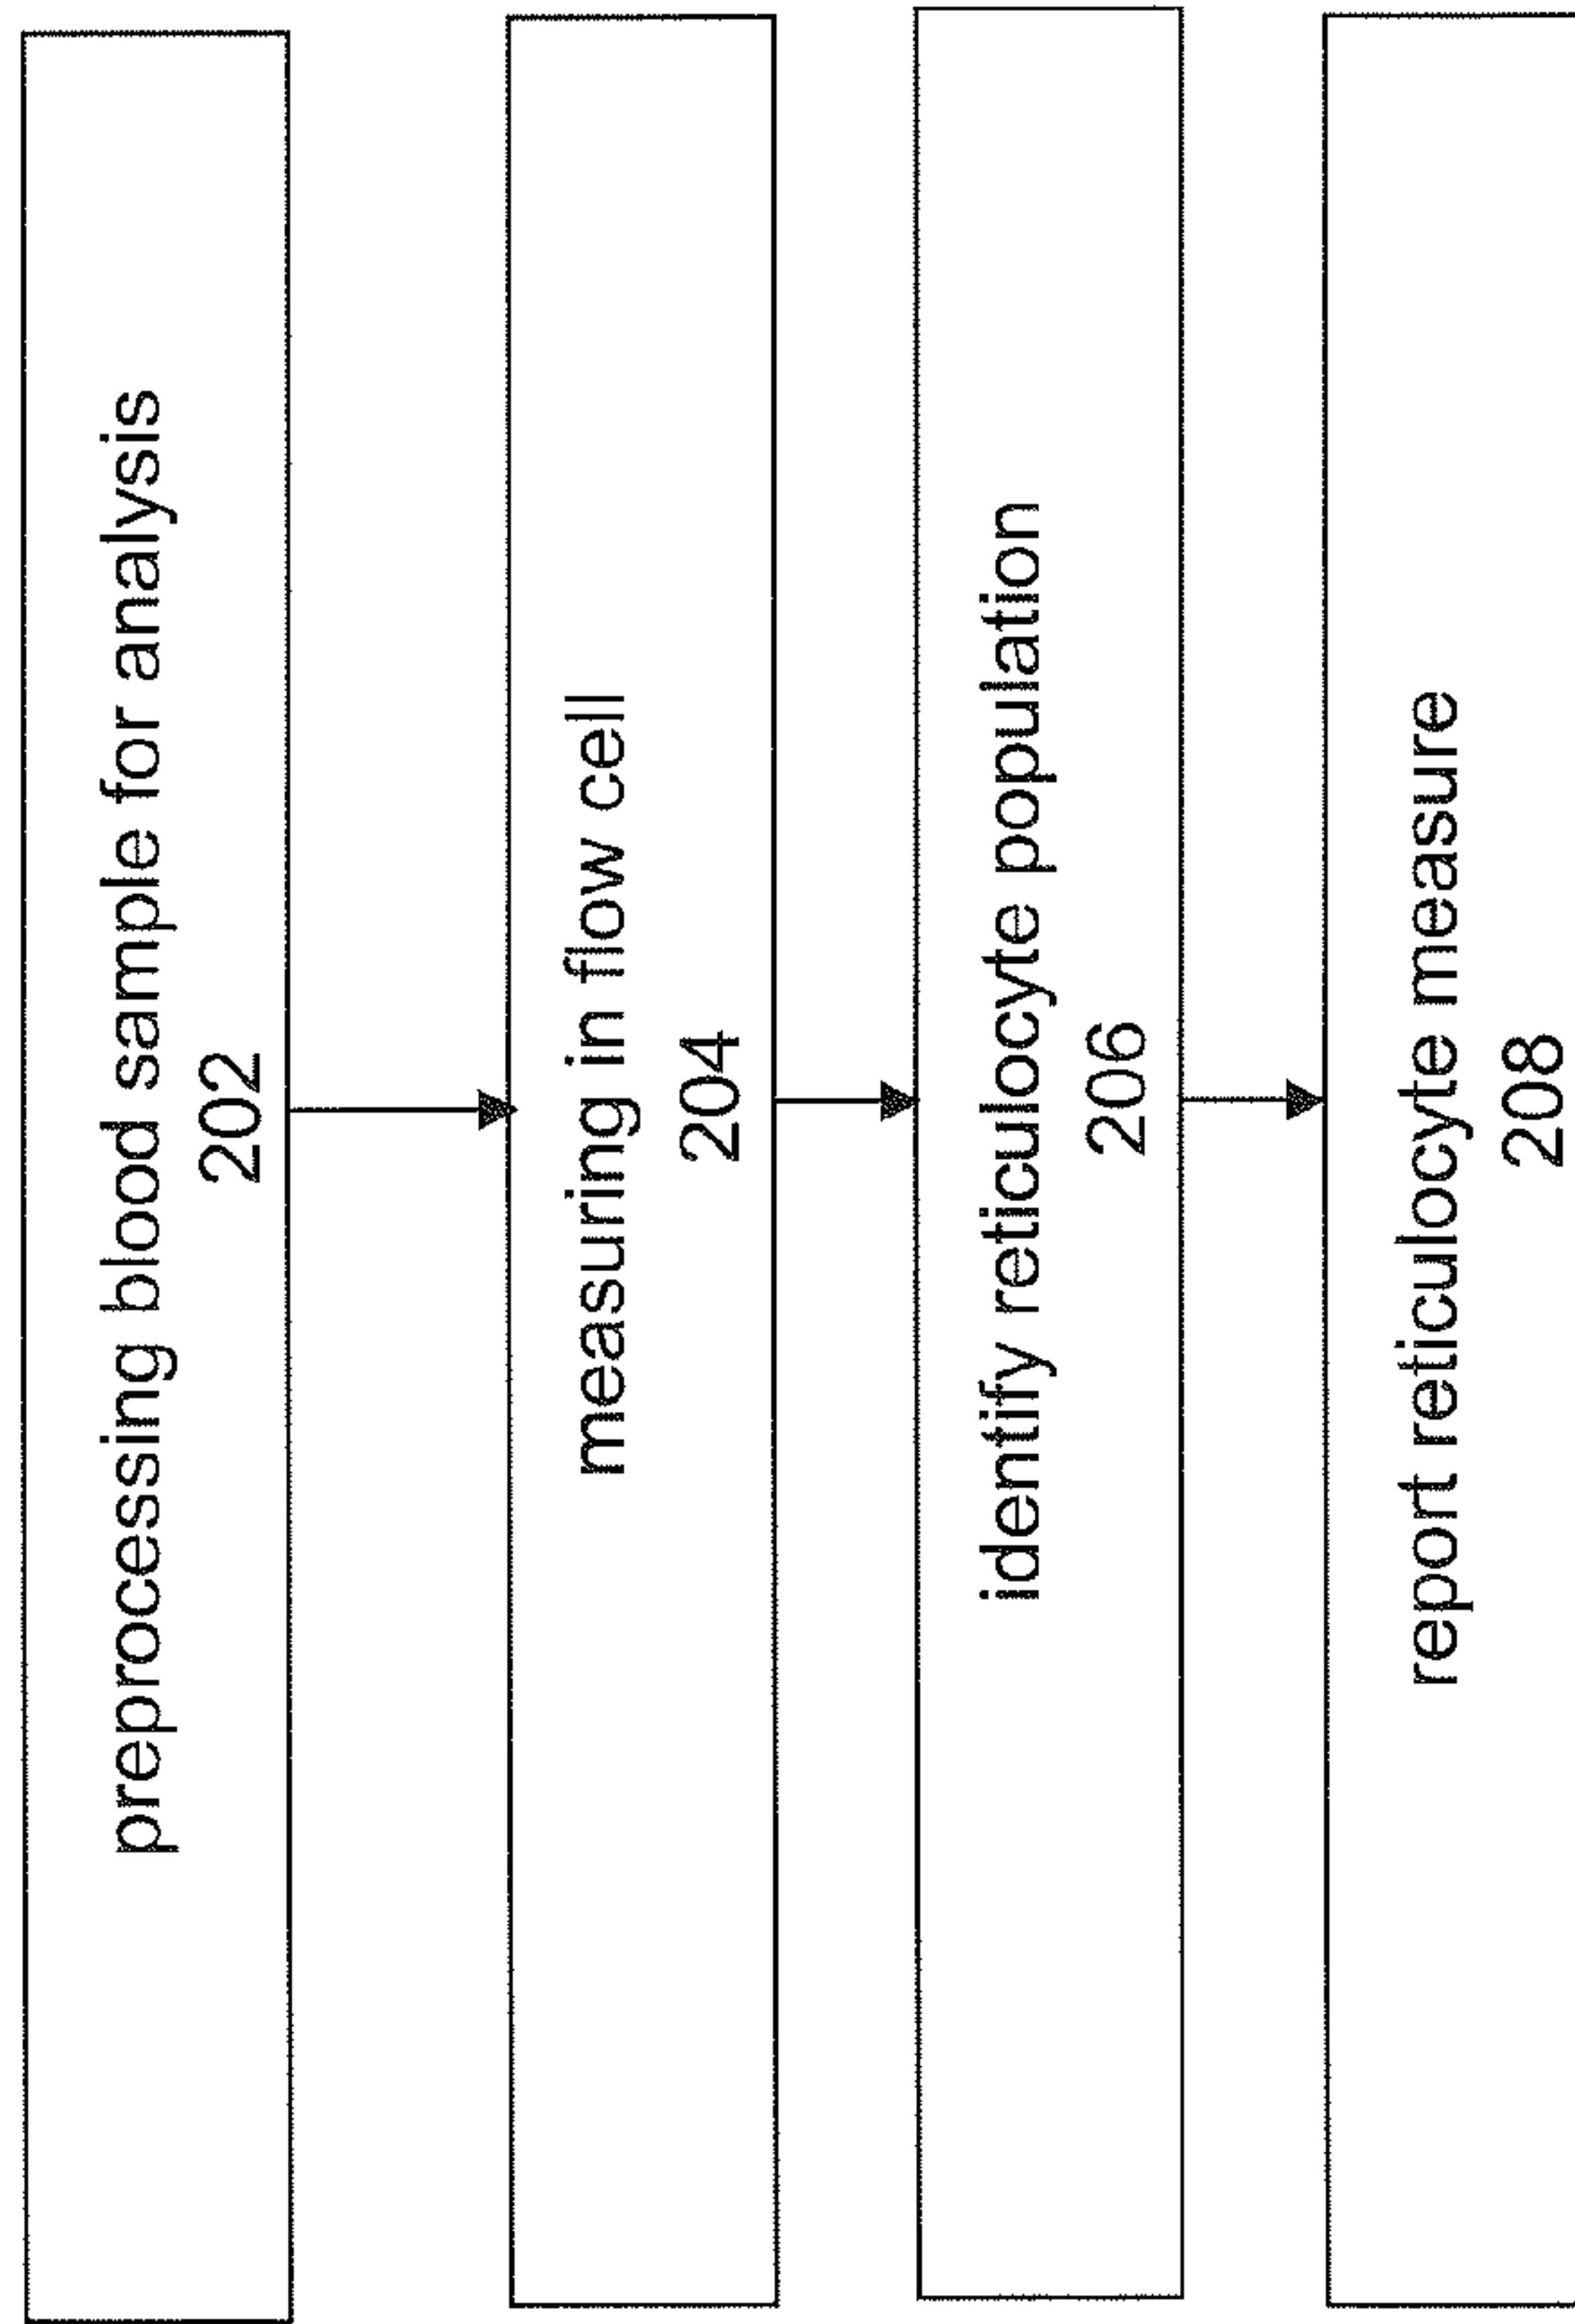 preprocessing blood sample for analysis
202
measuring in flow cell
204
identify reticulocyte population
206
report reticulocyte measure
208